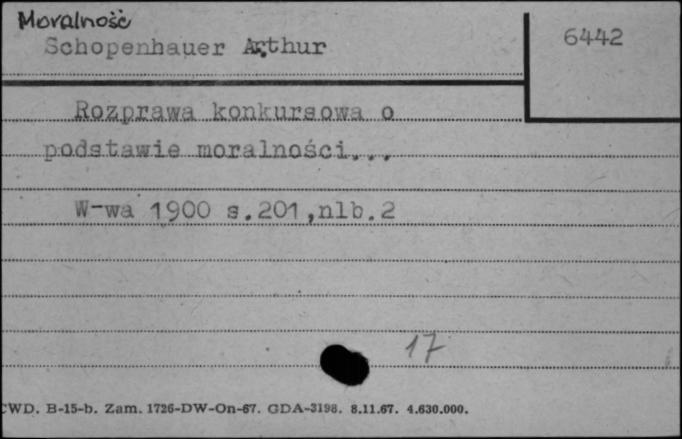 Moralność
Schopenhauer Arthur
6442
Rozprawa konkursowa o
podstawie moralności...
W-wa 1900 s.201,nlb.2
17
CWD. B-15-b. Zam. 1726-DW-On-67. GDA-3198. 8.11.67. 4.630.000.